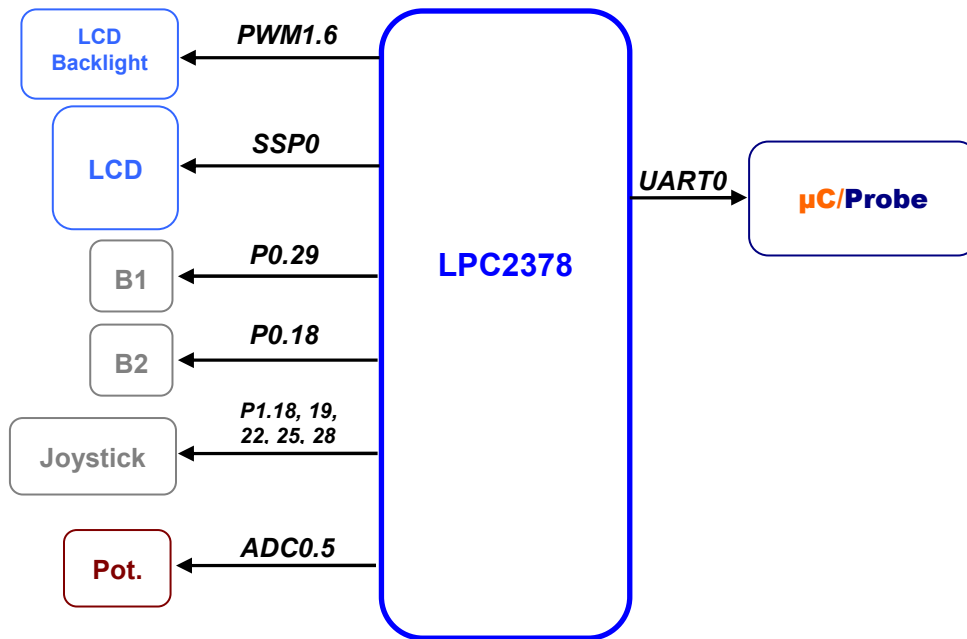 LCD
Backlight
PWM1.6
LCD
SSP0
B1
P0.29
B2
P0.18
Joystick
P1.18, 19,
22, 25, 28
Pot.
ADC0.5
LPC2378
UART0
µC/Probe